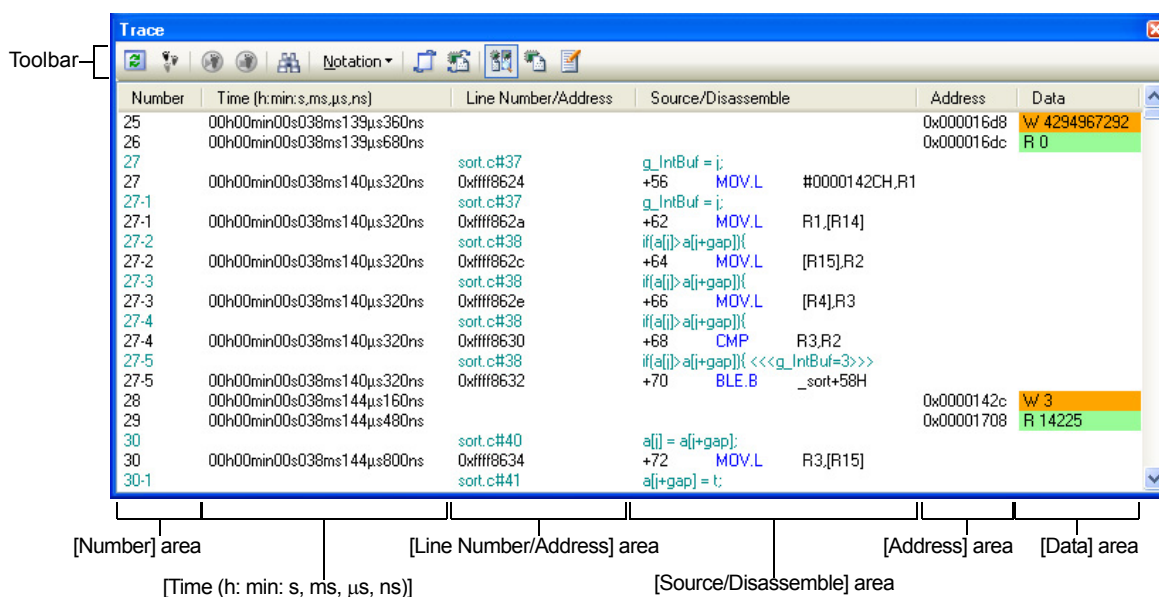 Trace
Toolbar
Notation
Number Time (h:min:s,ms,µs,ns) Line Number/Address Source/Disassemble Address Data
25 00h00min00s038ms139µs360ns 0x000016d8 W 4294967292
26 00h00min00s038ms139µs680ns 0x000016dc R 0
27 sort.c#37 g_IntBuf = j;
27 00h00min00s038ms140µs320ns 0xffff8624 +56 MOV.L #0000142CH,R1
27-1 sort.c#37 g_IntBuf = j;
27-1 00h00min00s038ms140µs320ns 0xffff862a +62 MOV.L R1,[R14]
27-2 sort.c#38 if(a[j]>a[j+gap]){
27-2 00h00min00s038ms140µs320ns 0xffff862c +64 MOV.L [R15],R2
27-3 sort.c#38 if(a[j]>a[j+gap]){
27-3 00h00min00s038ms140µs320ns 0xffff862e +66 MOV.L [R4],R3
27-4 sort.c#38 if(a[j]>a[j+gap]){
27-4 00h00min00s038ms140µs320ns 0xffff8630 +68 CMP R3,R2
27-5 sort.c#38 if(a[j]>a[j+gap]){ <<<g_IntBuf=3>>>
27-5 00h00min00s038ms140µs320ns 0xffff8632 +70 BLE.B _sort+58H
28 00h00min00s038ms144µs160ns 0x0000142c W 3
29 00h00min00s038ms144µs480ns 0x00001708 R 14225
30 sort.c#40 a[j] = a[j+gap];
30 00h00min00s038ms144µs800ns 0xffff8634 +72 MOV.L R3,[R15]
30-1 sort.c#41 a[j+gap] = t;
[Number] area [Line Number/Address] area [Address] area [Data] area
[Time (h: min: s, ms, µs, ns)] [Source/Disassemble] area